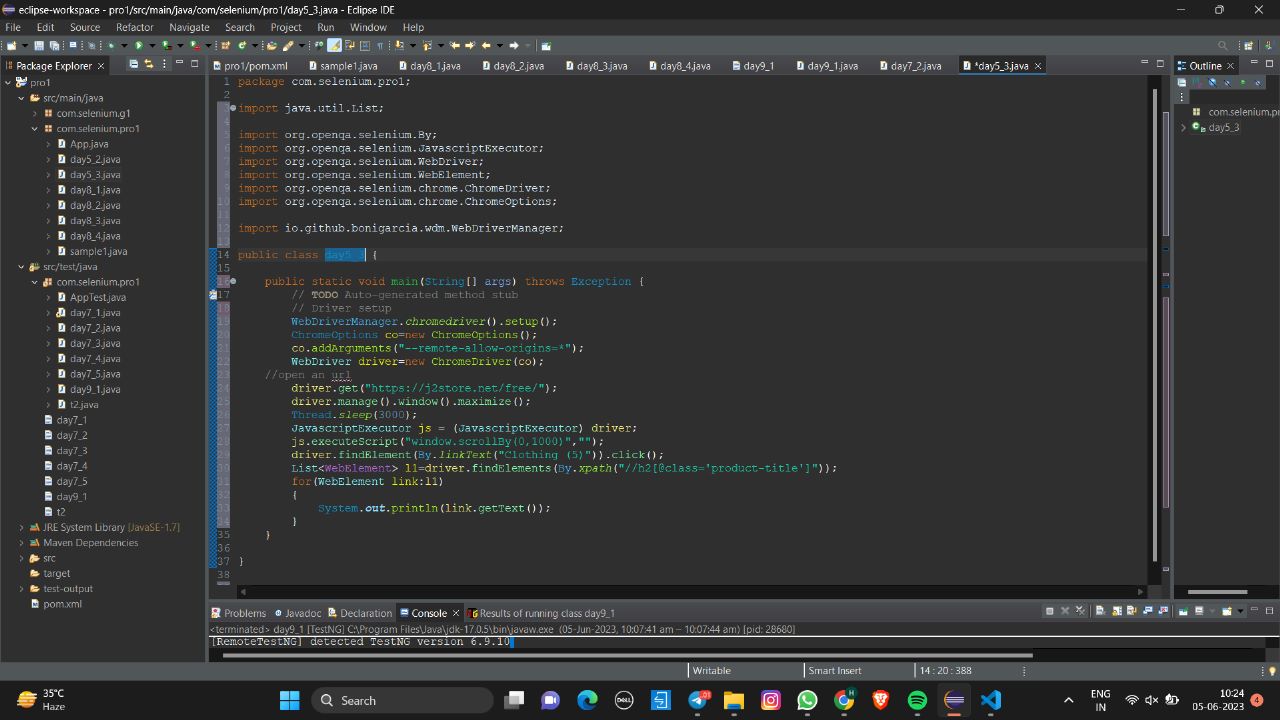 eclipse-workspace - pro1/src/main/java/com/selenium/pro1/day5_3.java - Eclipse IDE
File Edit Source Refactor Navigate Search Project Run Window Help
Package Explorer
pro1
src/main/java
com.selenium.g1
com.selenium.pro1
App.java
day5_2.java
day5_3.java
day8_1.java
day8_2.java
day8_3.java
day8_4.java
sample1.java
src/test/java
com.selenium.pro1
AppTest.java
day7_1.java
day7_2.java
day7_3.java
day7_4.java
day7_5.java
day9_1.java
t2.java
day7_1
day7_2
day7_3
day7_4
day7_5
day9_1
t2
JRE System Library [JavaSE-1.7]
Maven Dependencies
src
target
test-output
pom.xml
pro1/pom.xml sample1.java day8_1.java day8_2.java day8_3.java day8_4.java day9_1 day9_1.java day7_2.java *day5_3.java
1 package com.selenium.pro1;
2
3 import java.util.List;
4
5 import org.openqa.selenium.By;
6 import org.openqa.selenium.JavascriptExecutor;
7 import org.openqa.selenium.WebDriver;
8 import org.openqa.selenium.WebElement;
9 import org.openqa.selenium.chrome.ChromeDriver;
10 import org.openqa.selenium.chrome.ChromeOptions;
11
12 import io.github.bonigarcia.wdm.WebDriverManager;
13
14 public class day5_3 {
15
16 public static void main(String[] args) throws Exception {
17 // TODO Auto-generated method stub
18 // Driver setup
19 WebDriverManager.chromedriver().setup();
20 ChromeOptions co=new ChromeOptions();
21 co.addArguments("--remote-allow-origins=*");
22 WebDriver driver=new ChromeDriver(co);
23 //open an url
24 driver.get("https://j2store.net/free/");
25 driver.manage().window().maximize();
26 Thread.sleep(3000);
27 JavascriptExecutor js = (JavascriptExecutor) driver;
28 js.executeScript("window.scrollBy(0,1000)","");
29 driver.findElement(By.linkText("Clothing (5)")).click();
30 List<WebElement> l1=driver.findElements(By.xpath("//h2[@class='product-title']"));
31 for(WebElement link:l1)
32 {
33 System.out.println(link.getText());
34 }
35 }
36
37 }
38
Outline
com.selenium.pr
day5_3
Problems Javadoc Declaration Console Results of running class day9_1
<terminated> day9_1 [TestNG] C:\Program Files\Java\jdk-17.0.5\bin\javaw.exe (05-Jun-2023, 10:07:41 am – 10:07:44 am) [pid: 28680]
[RemoteTestNG] detected TestNG version 6.9.10
Writable Smart Insert 14 : 20 : 388
35°C
Haze
Search
DELL
.01
H
ENG
IN
10:24
05-06-2023
4